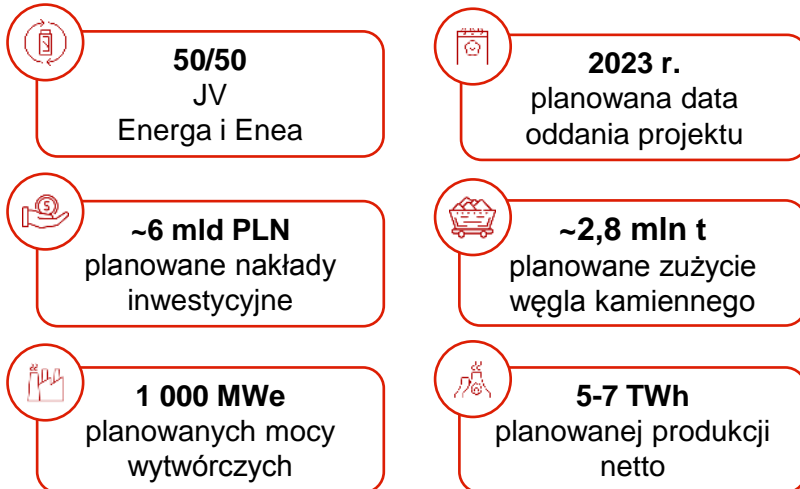 50/50
JV
Energa i Enea
2023 r.
planowana data
oddania projektu
~6 mld PLN
planowane nakłady
inwestycyjne
~2,8 mln t
planowane zużycie
węgla kamiennego
1 000 MWe
planowanych mocy
wytwórczych
5-7 TWh
planowanej produkcji
netto